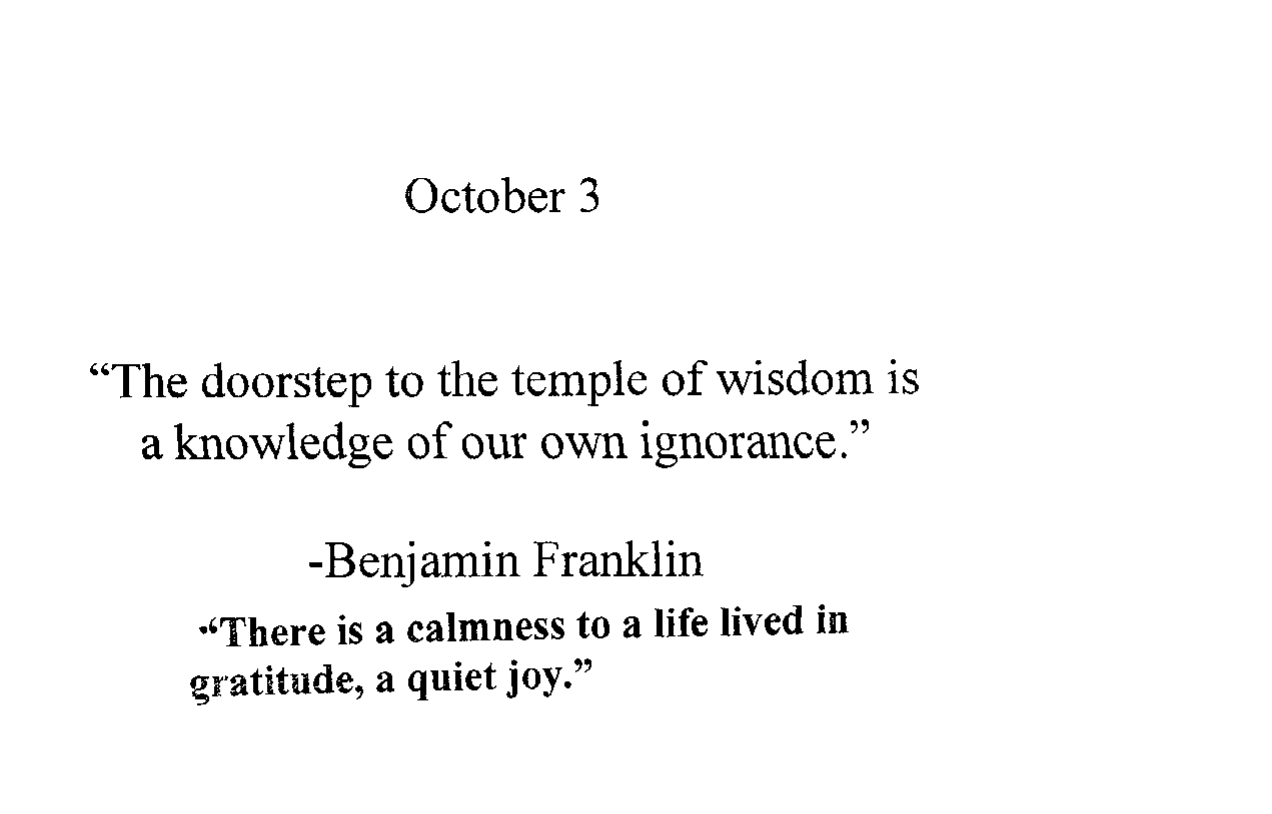 October 3
“The doorstep to the temple of wisdom is
a knowledge of our own ignorance.”
-Benjamin Franklin
“There is a calmness to a life lived in
gratitude, a quiet joy.”